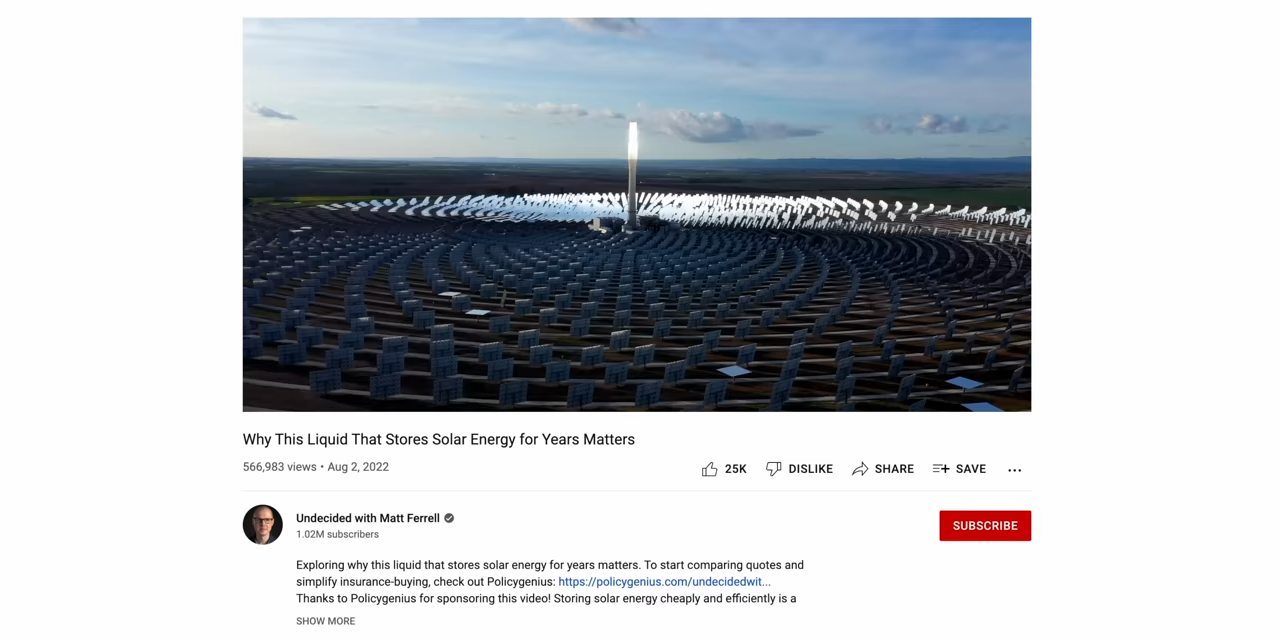 Why This Liquid That Stores Solar Energy for Years Matters
566,983 views • Aug 2, 2022
25K DISLIKE SHARE SAVE ...
Undecided with Matt Ferrell
1.02M subscribers
SUBSCRIBE
Exploring why this liquid that stores solar energy for years matters. To start comparing quotes and
simplify insurance-buying, check out Policygenius: https://policygenius.com/undecidedwit...
Thanks to Policygenius for sponsoring this video! Storing solar energy cheaply and efficiently is a
SHOW MORE